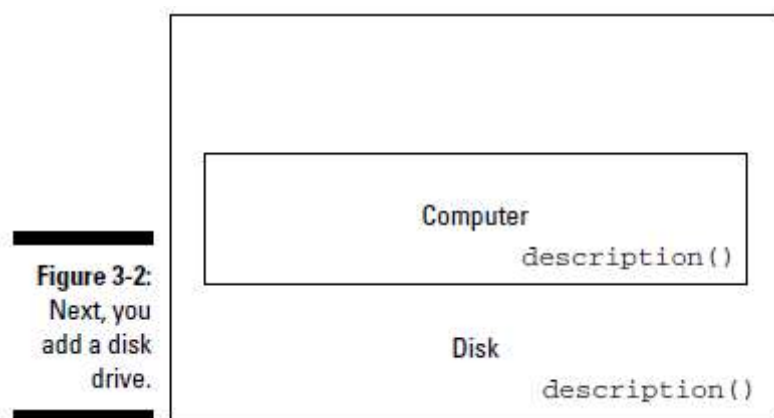 Figure 3-2:
Next, you
add a disk
drive.
Computer
description()
Disk
description()